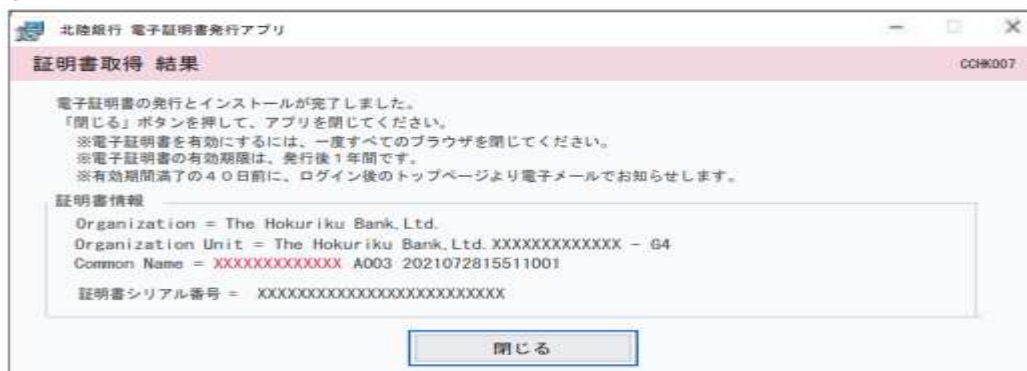 北陸銀行 電子証明書発行アプリ
証明書取得 結果
CCHK007
電子証明書の発行とインストールが完了しました。
「閉じる」ボタンを押して、アプリを閉じてください。
※電子証明書を有効にするには、一度すべてのブラウザを閉じてください。
※電子証明書の有効期限は、発行後1年間です。
※有効期間満了の40日前に、ログイン後のトップページより電子メールでお知らせします。
証明書情報
Organization = The Hokuriku Bank,Ltd.
Organization Unit = The Hokuriku Bank,Ltd.XXXXXXXXXXXXX - G4
Common Name = XXXXXXXXXXXXX A003 2021072815511001
証明書シリアル番号 = XXXXXXXXXXXXXXXXXXXXXXXXX
閉じる